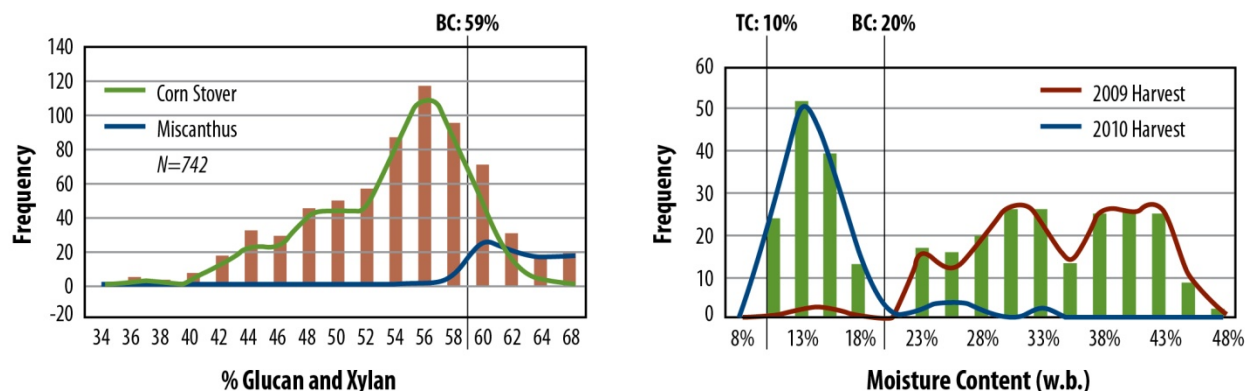 BC: 59%
140
120
100
80
60
40
20
0
-20
Frequency
Corn Stover
Miscanthus
N=742
34 36 38 40 42 44 46 48 50 52 54 56 58 60 62 64 68
% Glucan and Xylan
TC: 10% BC: 20%
60
50
40
30
20
10
0
Frequency
2009 Harvest
2010 Harvest
8% 13% 18% 23% 28% 33% 38% 43% 48%
Moisture Content (w.b.)